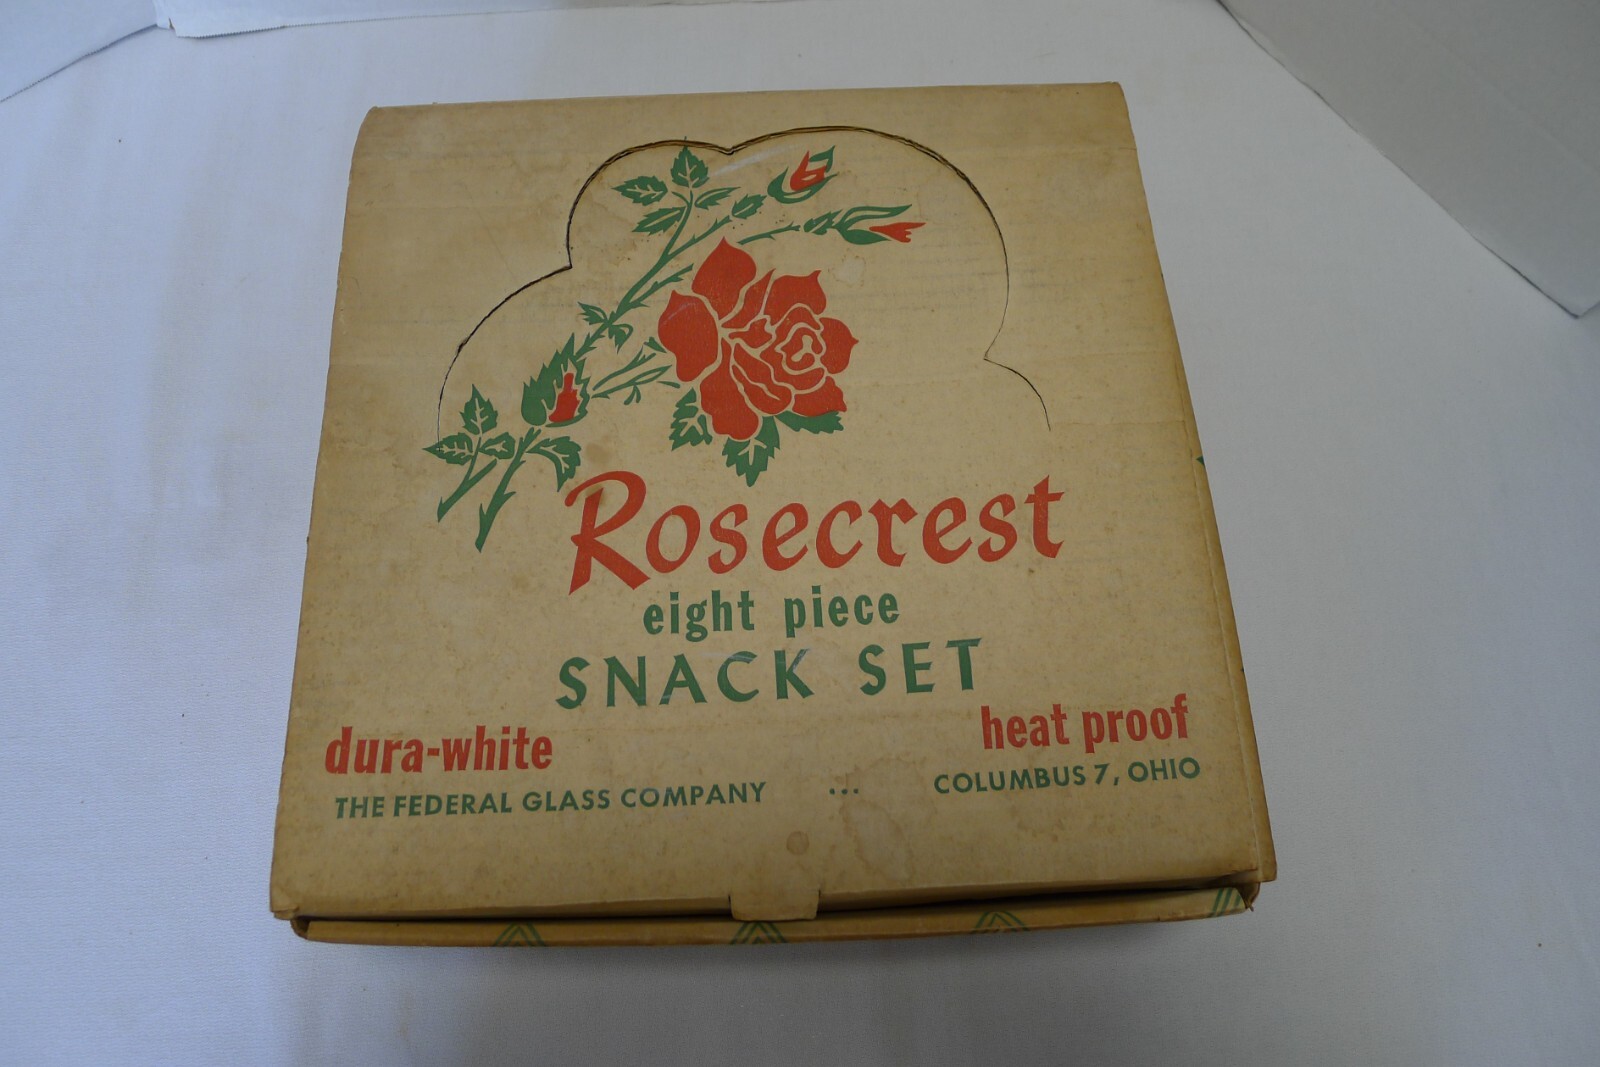 Rosecrest
eight piece
SNACK SET
dura-white
heat proof
THE FEDERAL GLASS COMPANY ... COLUMBUS 7, OHIO